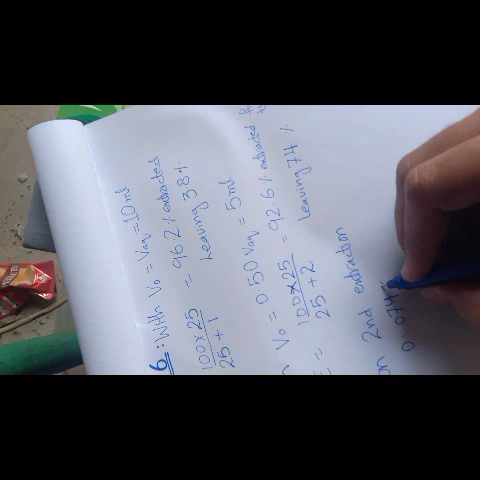 6: With Vo = Vaq = 10 ml
100 x 25 / 25 + 1 = 96.2 % extracted
Leaving 3.8 %
Vo = 0.50 Vaq = 5 ml
= 100 x 25 / 25 + 2 = 92.6 % extracted
Leaving 7.4 %
on 2nd extraction
0.074